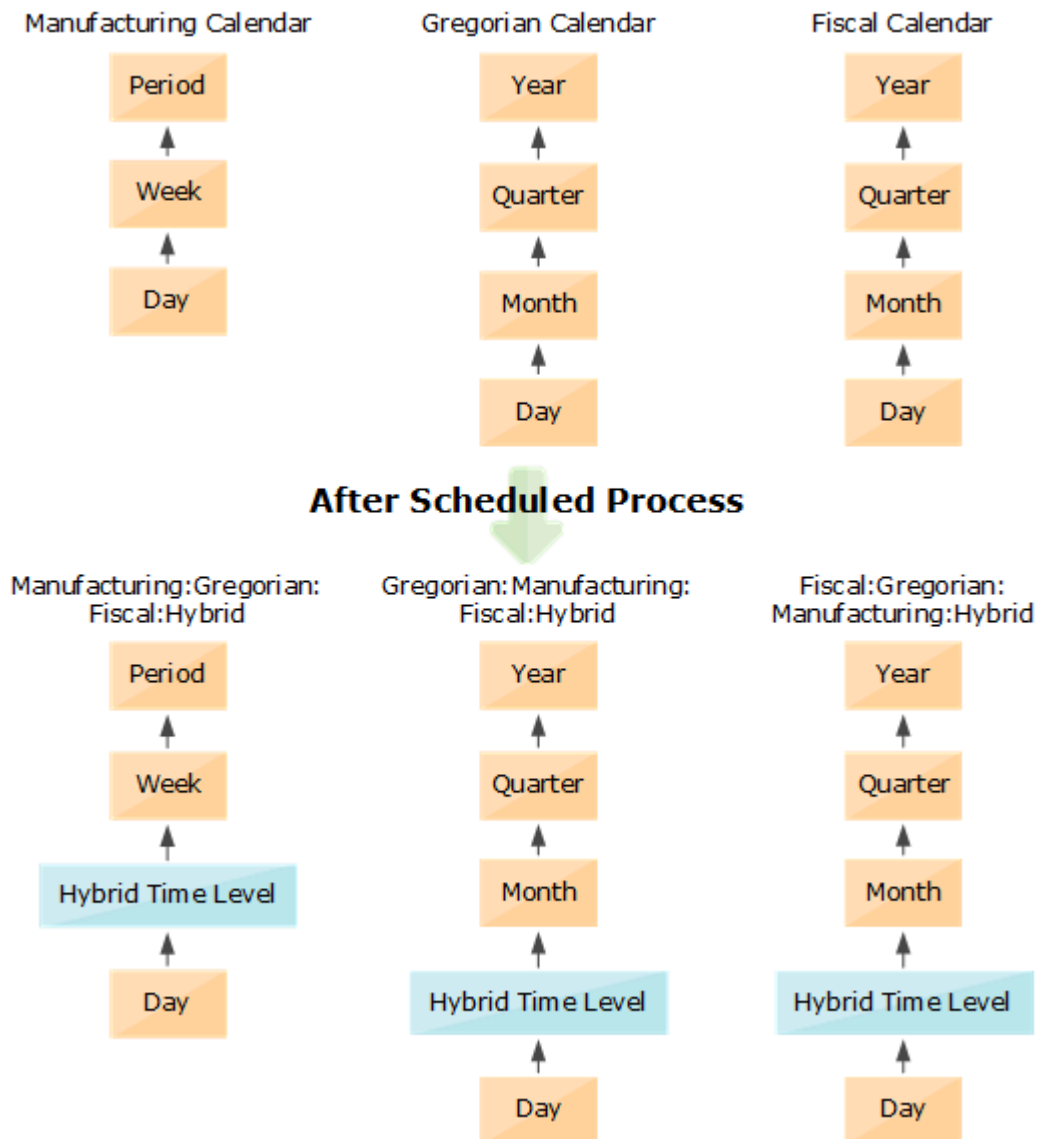 Manufacturing Calendar
Period
Week
Day
Gregorian Calendar
Year
Quarter
Month
Day
Fiscal Calendar
Year
Quarter
Month
Day
After Scheduled Process
Manufacturing:Gregorian:
Fiscal:Hybrid
Period
Week
Hybrid Time Level
Day
Gregorian:Manufacturing:
Fiscal:Hybrid
Year
Quarter
Month
Hybrid Time Level
Day
Fiscal:Gregorian:
Manufacturing:Hybrid
Year
Quarter
Month
Hybrid Time Level
Day